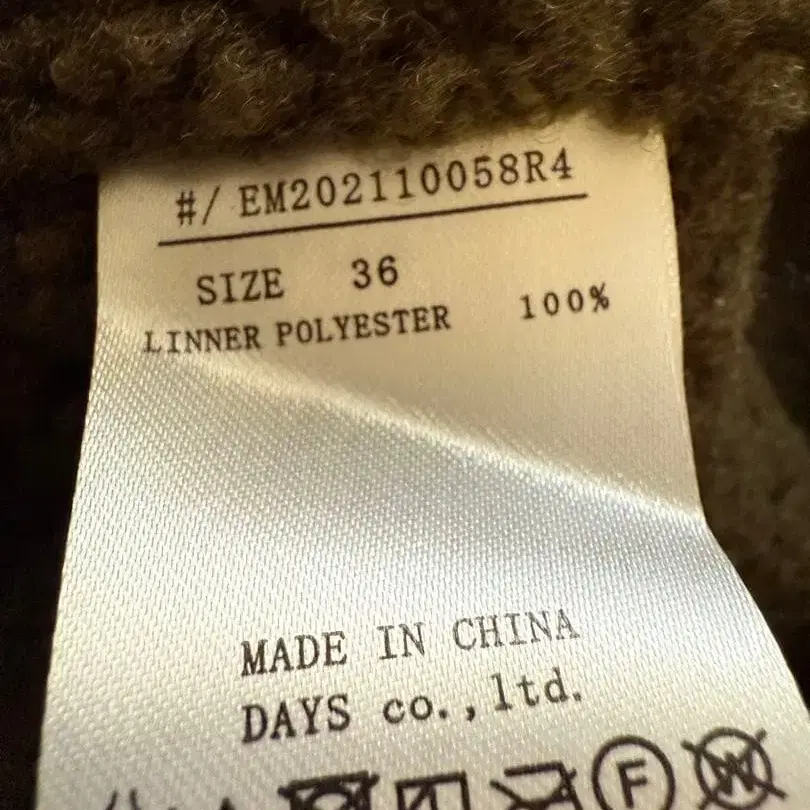 #/ EM202110058R4
SIZE 36
LINNER POLYESTER 100%
MADE IN CHINA
DAYS co.,ltd.
F W